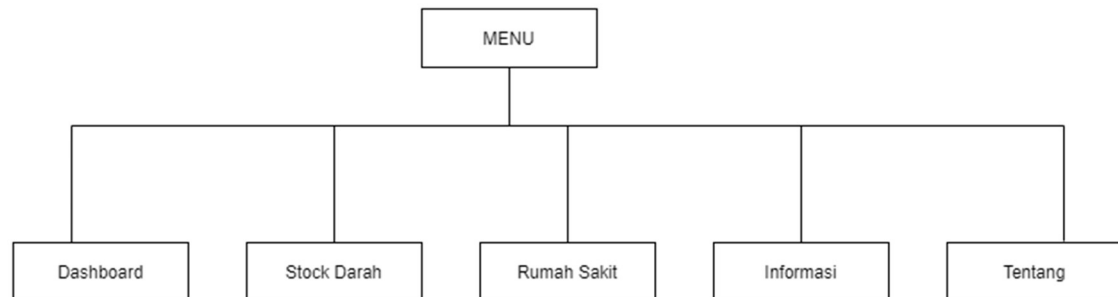 MENU
Dashboard
Stock Darah
Rumah Sakit
Informasi
Tentang